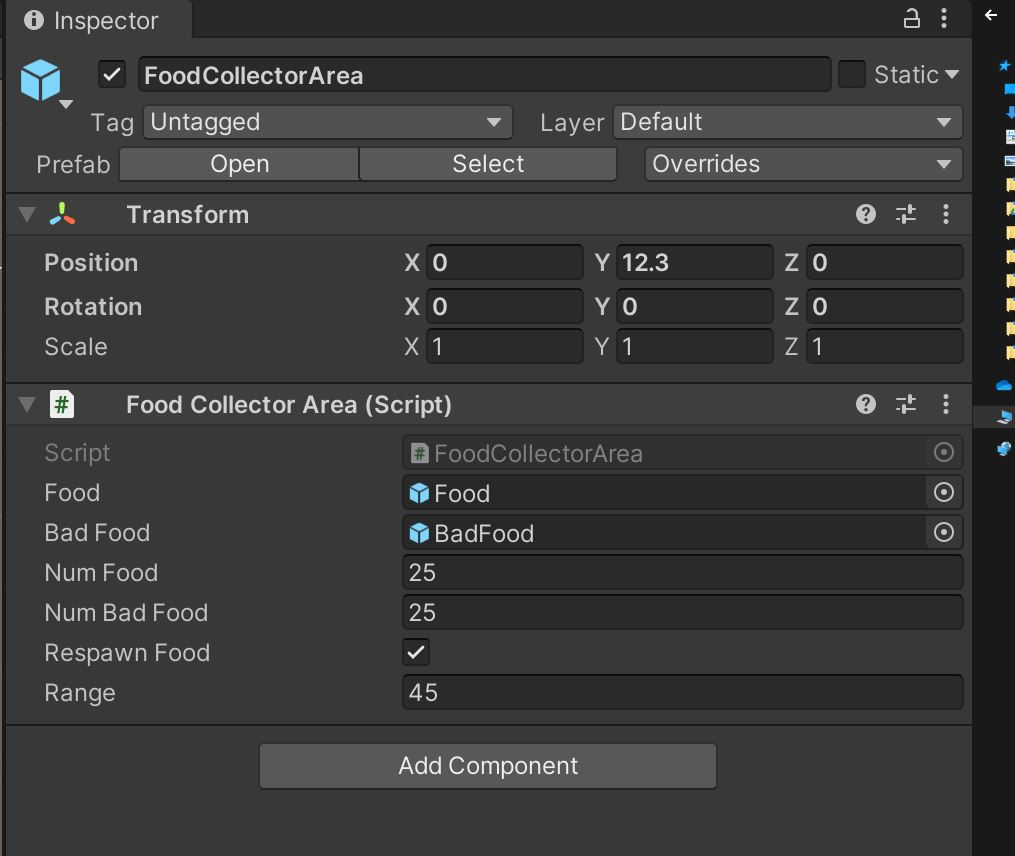 Inspector
FoodCollectorArea Static
Tag Untagged Layer Default
Prefab Open Select Overrides
Transform
Position X 0 Y 12.3 Z 0
Rotation X 0 Y 0 Z 0
Scale X 1 Y 1 Z 1
# Food Collector Area (Script)
Script # FoodCollectorArea
Food Food
Bad Food BadFood
Num Food 25
Num Bad Food 25
Respawn Food
Range 45
Add Component